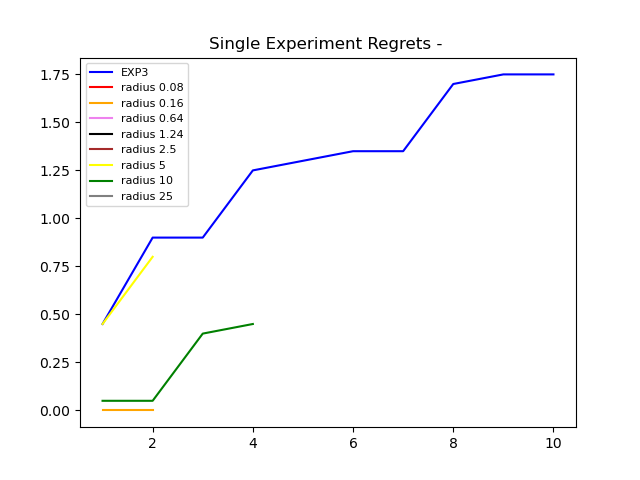 Single Experiment Regrets -
EXP3
radius 0.08
radius 0.16
radius 0.64
radius 1.24
radius 2.5
radius 5
radius 10
radius 25
1.75
1.50
1.25
1.00
0.75
0.50
0.25
0.00
2 4 6 8 10